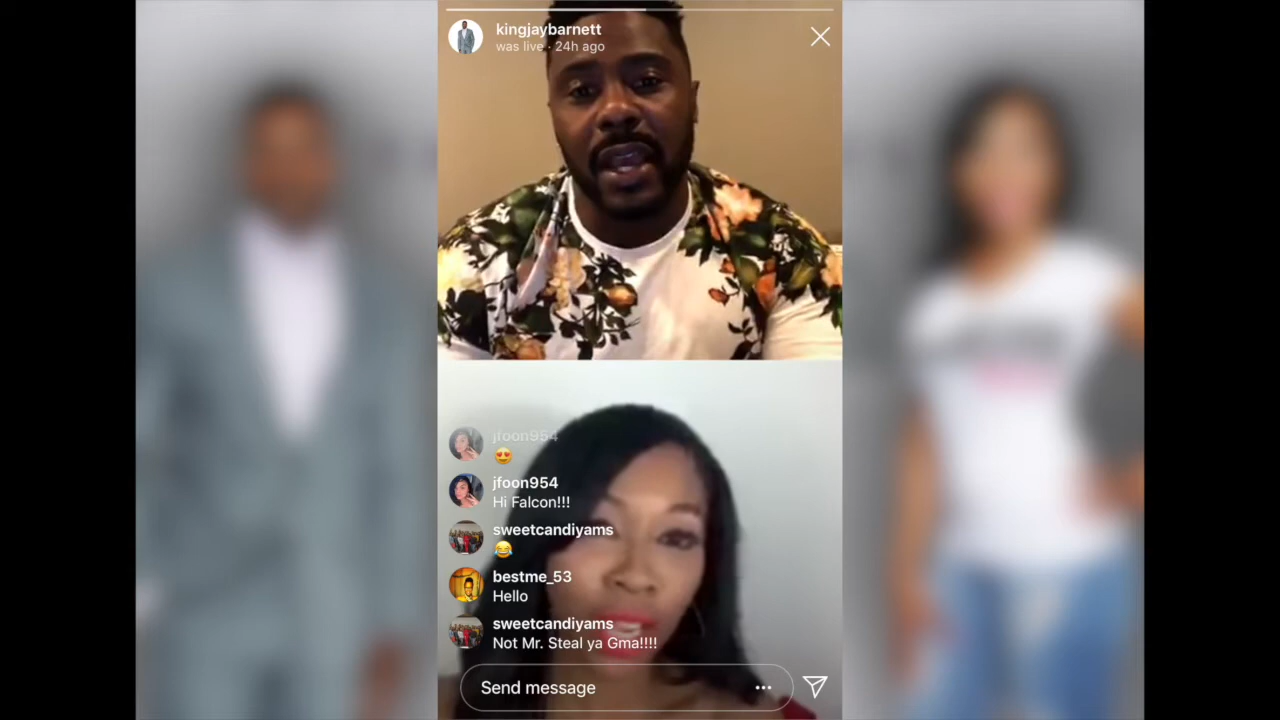 kingjaybarnett
was live · 24h ago
jfoon954
😍
jfoon954
Hi Falcon!!!
sweetcandiyams
😂
bestme_53
Hello
sweetcandiyams
Not Mr. Steal ya Gma!!!!
Send message